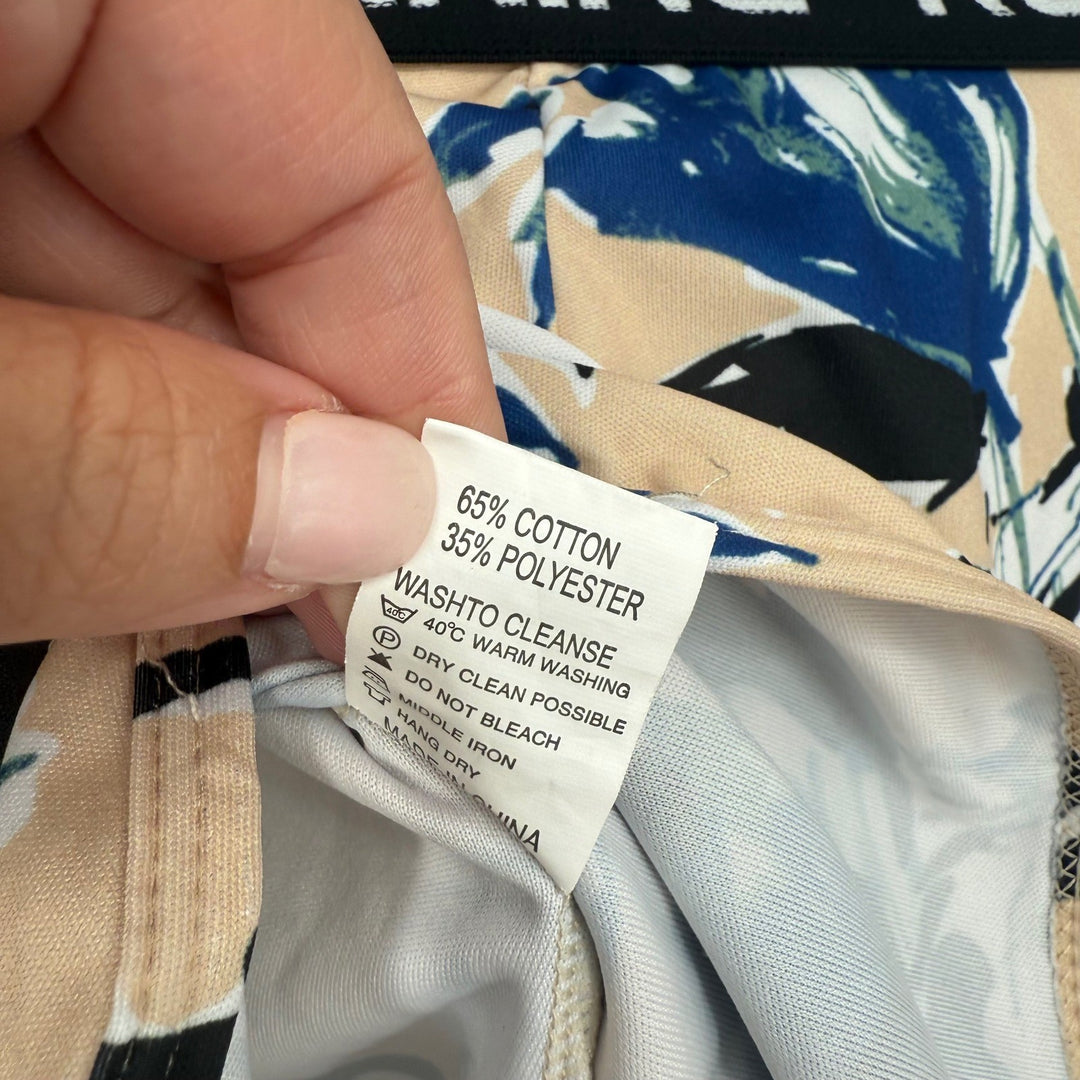 65% COTTON
35% POLYESTER
WASHTO CLEANSE
40°C 40°C WARM WASHING
P DRY CLEAN POSSIBLE
DO NOT BLEACH
MIDDLE IRON
HANG DRY
MADE IN CHINA